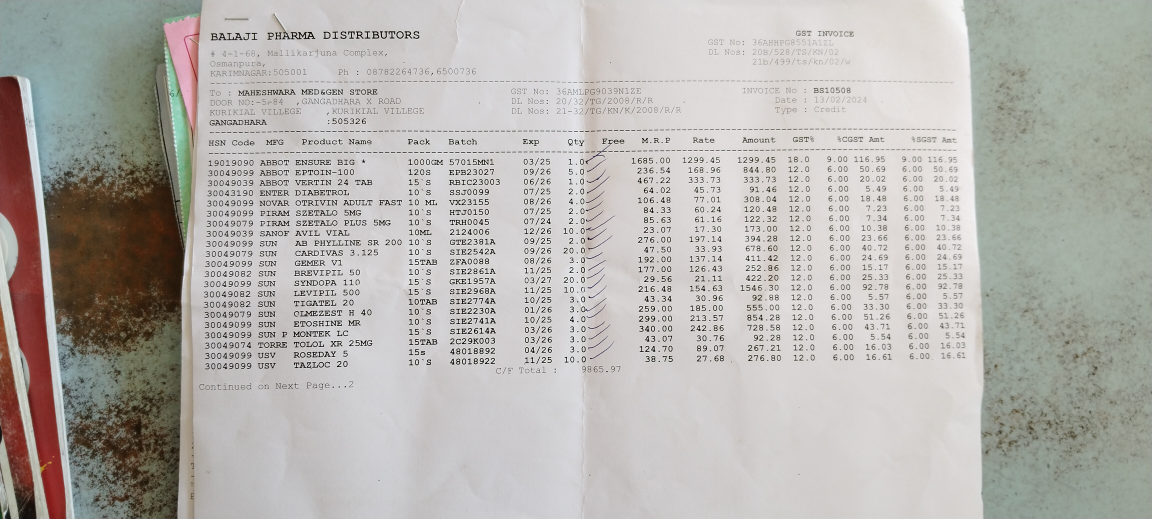 BALAJI PHARMA DISTRIBUTORS GST INVOICE
# 4-1-68, Mallikarjuna Complex, GST No: 36AHHPG8551A1ZL
Osmanpura, DL Nos: 20B/528/TS/KN/02
KARIMNAGAR:505001 Ph : 08782264736,6500736 21b/499/ts/kn/02/w
To : MAHESHWARA MED&GEN STORE GST No: 36AMLPG9039N1ZE INVOICE No : BS10508
DOOR NO:-5-84 ,GANGADHARA X ROAD DL Nos: 20/32/TG/2008/R/R Date : 13/02/2024
KURIKIAL VILLEGE ,KURIKIAL VILLEGE DL Nos: 21-32/TG/KN/K/2008/R/R Type : Credit
GANGADHARA :505326
HSN Code MFG Product Name Pack Batch Exp Qty Free M.R.P Rate Amount GST% %CGST Amt %SGST Amt
19019090 ABBOT ENSURE BIG * 1000GM 57015MN1 03/25 1.0 1685.00 1299.45 1299.45 18.0 9.00 116.95 9.00 116.95
30049099 ABBOT EPTOIN-100 120S EPB23027 09/26 5.0 236.54 168.96 844.80 12.0 6.00 50.69 6.00 50.69
30049039 ABBOT VERTIN 24 TAB 15`S RBIC23003 06/26 1.0 467.22 333.73 333.73 12.0 6.00 20.02 6.00 20.02
30043190 ENTER DIABETROL 10`S SSJ0099 07/25 2.0 64.02 45.73 91.46 12.0 6.00 5.49 6.00 5.49
30049099 NOVAR OTRIVIN ADULT FAST 10 ML VX23155 08/26 4.0 106.48 77.01 308.04 12.0 6.00 18.48 6.00 18.48
30049099 PIRAM SZETALO 5MG 10`S HTJ0150 07/25 2.0 84.33 60.24 120.48 12.0 6.00 7.23 6.00 7.23
30049079 PIRAM SZETALO PLUS 5MG 10`S TRH0045 07/24 2.0 85.63 61.16 122.32 12.0 6.00 7.34 6.00 7.34
30049039 SANOF AVIL VIAL 10ML 2124006 12/26 10.0 23.07 17.30 173.00 12.0 6.00 10.38 6.00 10.38
30049099 SUN AB PHYLLINE SR 200 10`S GTE2381A 09/25 2.0 276.00 197.14 394.28 12.0 6.00 23.66 6.00 23.66
30049079 SUN CARDIVAS 3.125 10`S SIE2542A 09/26 20.0 47.50 33.93 678.60 12.0 6.00 40.72 6.00 40.72
30049099 SUN GEMER V1 15TAB ZFA0088 08/26 3.0 192.00 137.14 411.42 12.0 6.00 24.69 6.00 24.69
30049082 SUN BREVIPIL 50 10`S SIE2861A 11/25 2.0 177.00 126.43 252.86 12.0 6.00 15.17 6.00 15.17
30049099 SUN SYNDOPA 110 15`S GKE1957A 03/27 20.0 29.56 21.11 422.20 12.0 6.00 25.33 6.00 25.33
30049082 SUN LEVIPIL 500 15`S SIE2968A 11/25 10.0 216.48 154.63 1546.30 12.0 6.00 92.78 6.00 92.78
30049082 SUN TIGATEL 20 10TAB SIE2774A 10/25 3.0 43.34 30.96 92.88 12.0 6.00 5.57 6.00 5.57
30049079 SUN OLMEZEST H 40 10`S SIE2230A 01/26 3.0 259.00 185.00 555.00 12.0 6.00 33.30 6.00 33.30
30049099 SUN ETOSHINE MR 10`S SIE2741A 10/25 4.0 299.00 213.57 854.28 12.0 6.00 51.26 6.00 51.26
30049099 SUN P MONTEK LC 15`S SIE2614A 03/26 3.0 340.00 242.86 728.58 12.0 6.00 43.71 6.00 43.71
30049074 TORRE TOLOL XR 25MG 15TAB 2C29K003 03/26 3.0 43.07 30.76 92.28 12.0 6.00 5.54 6.00 5.54
30049099 USV ROSEDAY 5 15s 48018892 04/26 3.0 124.70 89.07 267.21 12.0 6.00 16.03 6.00 16.03
30049099 USV TAZLOC 20 10`S 48018922 11/25 10.0 38.75 27.68 276.80 12.0 6.00 16.61 6.00 16.61
C/F Total : 9865.97
Continued on Next Page...2